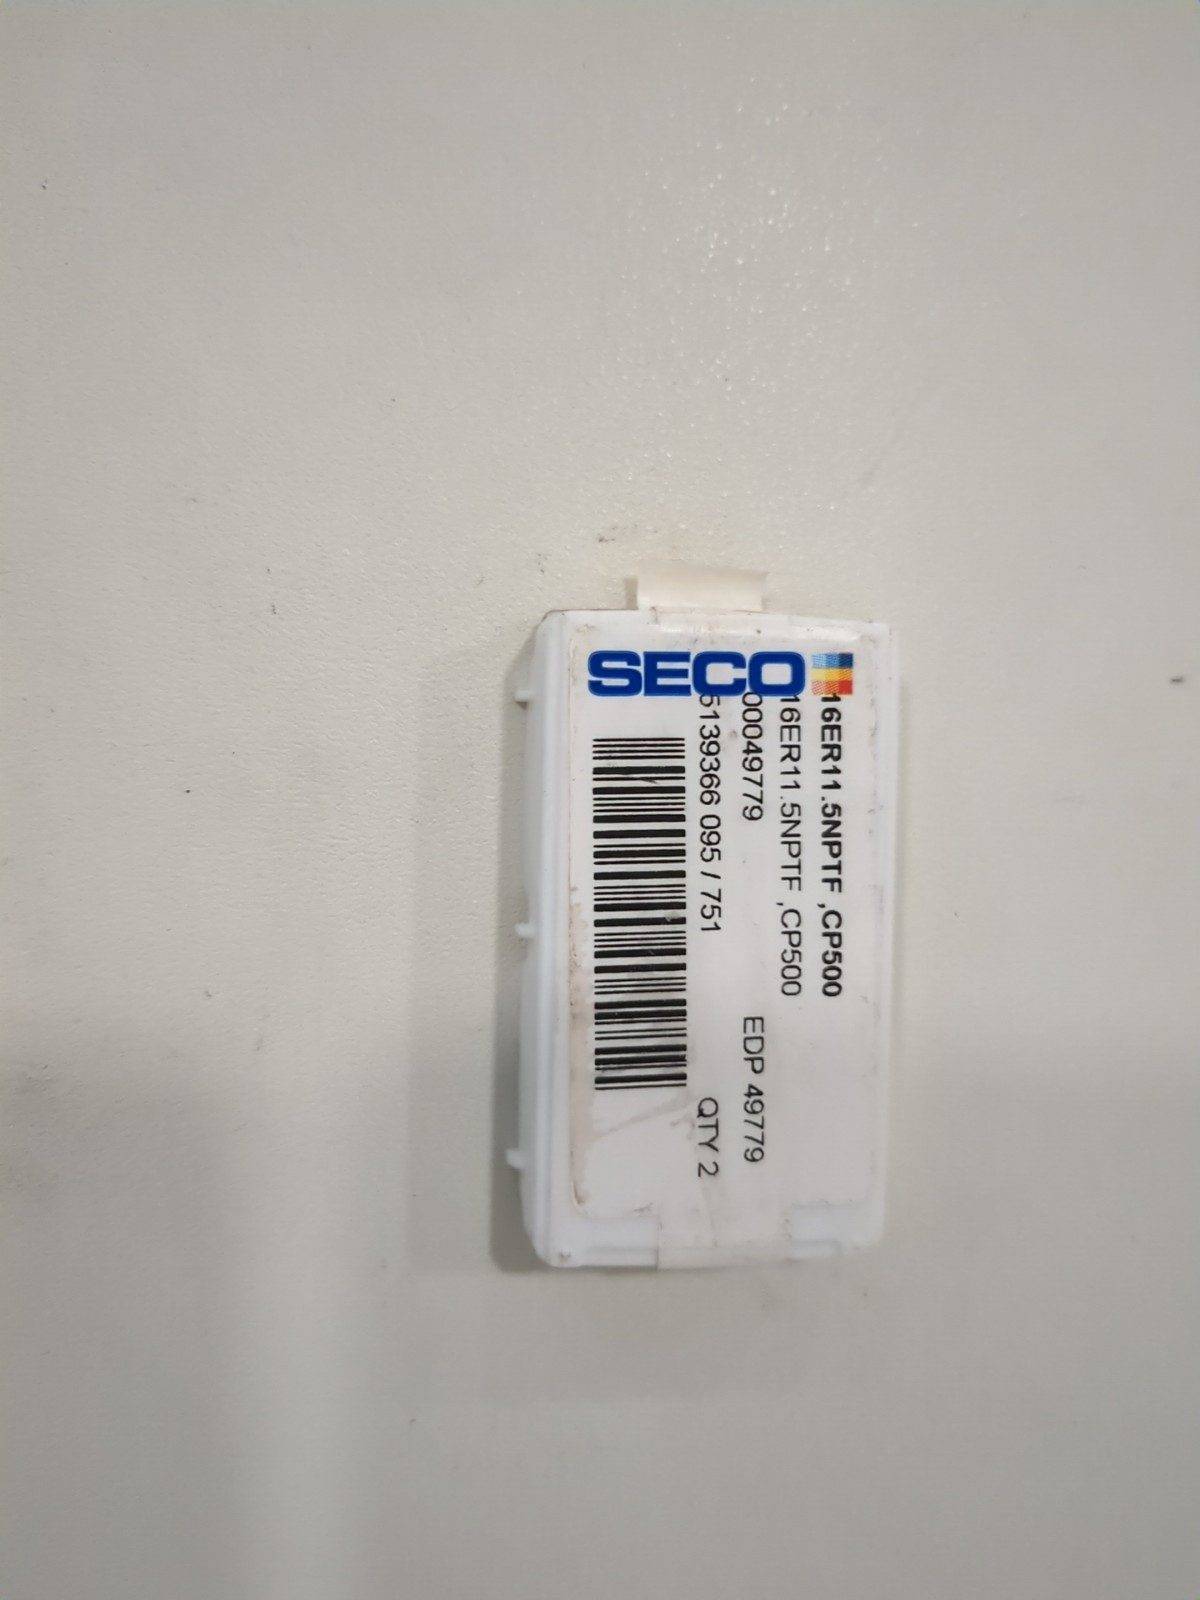 SECO
16ER11.5NPTF ,CP500
16ER11.5NPTF ,CP500
00049779 EDP 49779
5139366 095 / 751 QTY 2